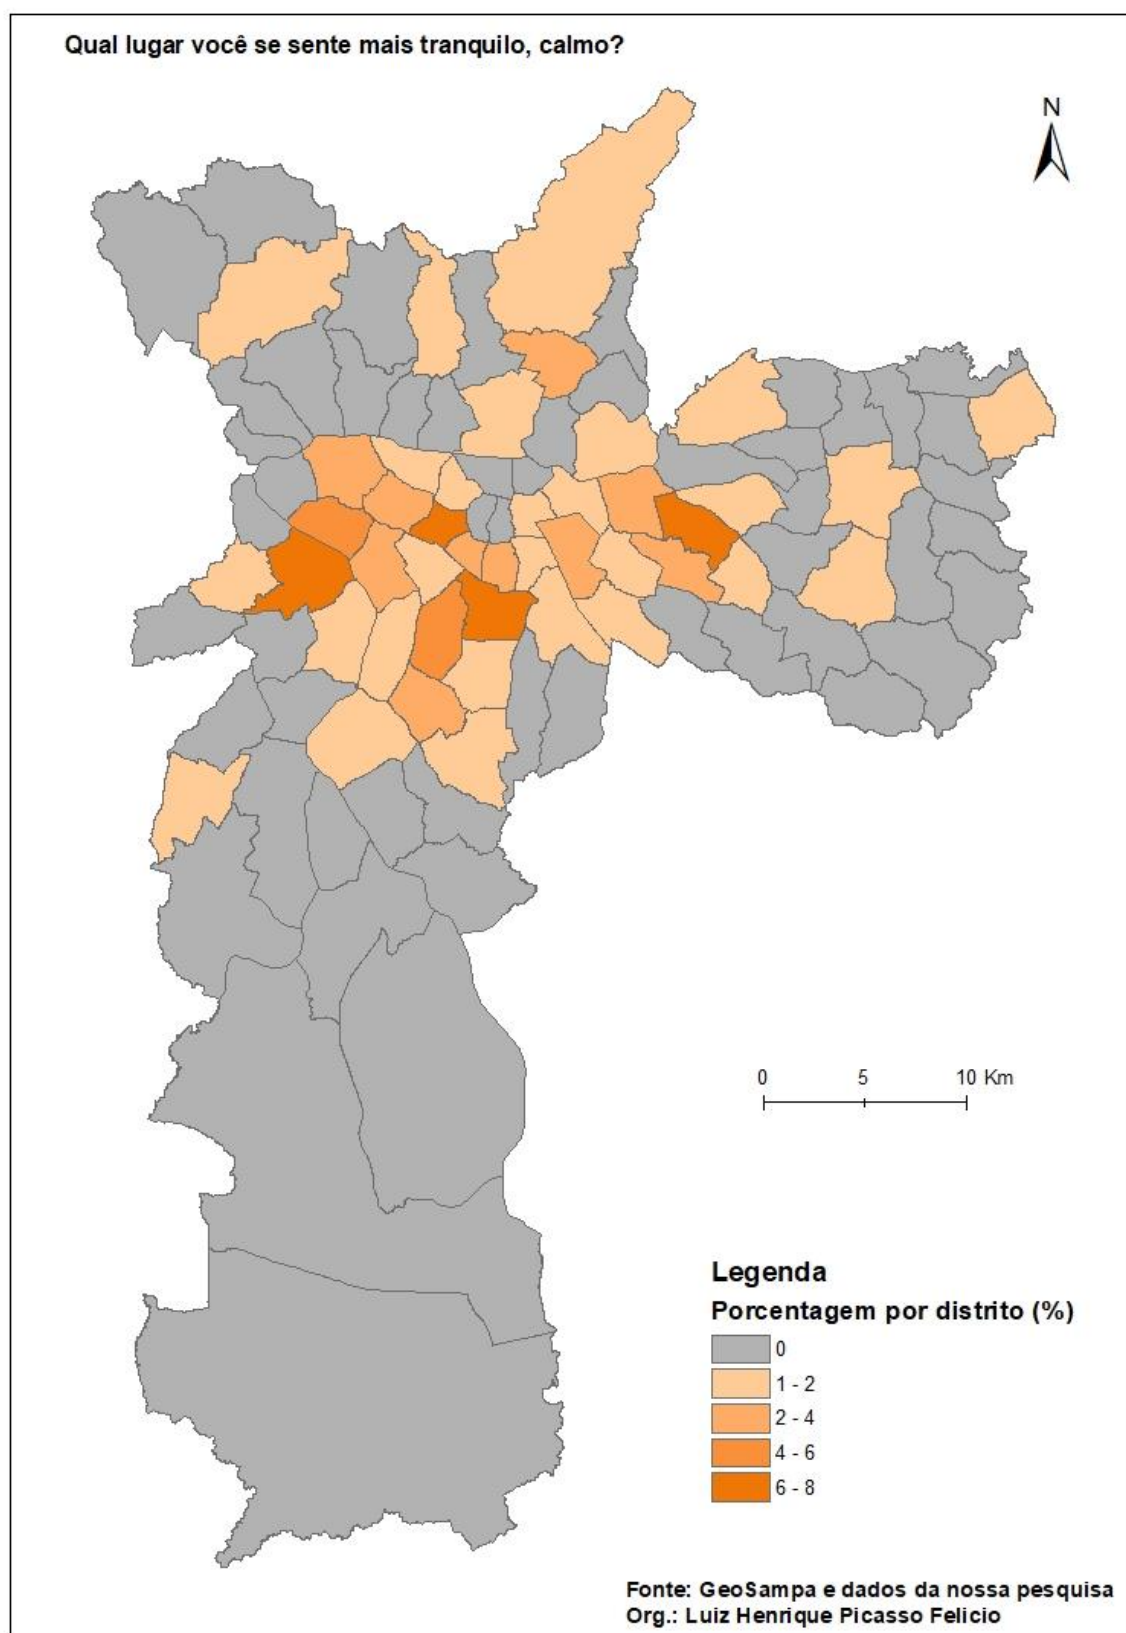 Qual lugar você se sente mais tranquilo, calmo?
N
0 5 10 Km
Legenda
Porcentagem por distrito (%)
0
1 - 2
2 - 4
4 - 6
6 - 8
Fonte: GeoSampa e dados da nossa pesquisa
Org.: Luiz Henrique Picasso Felicio